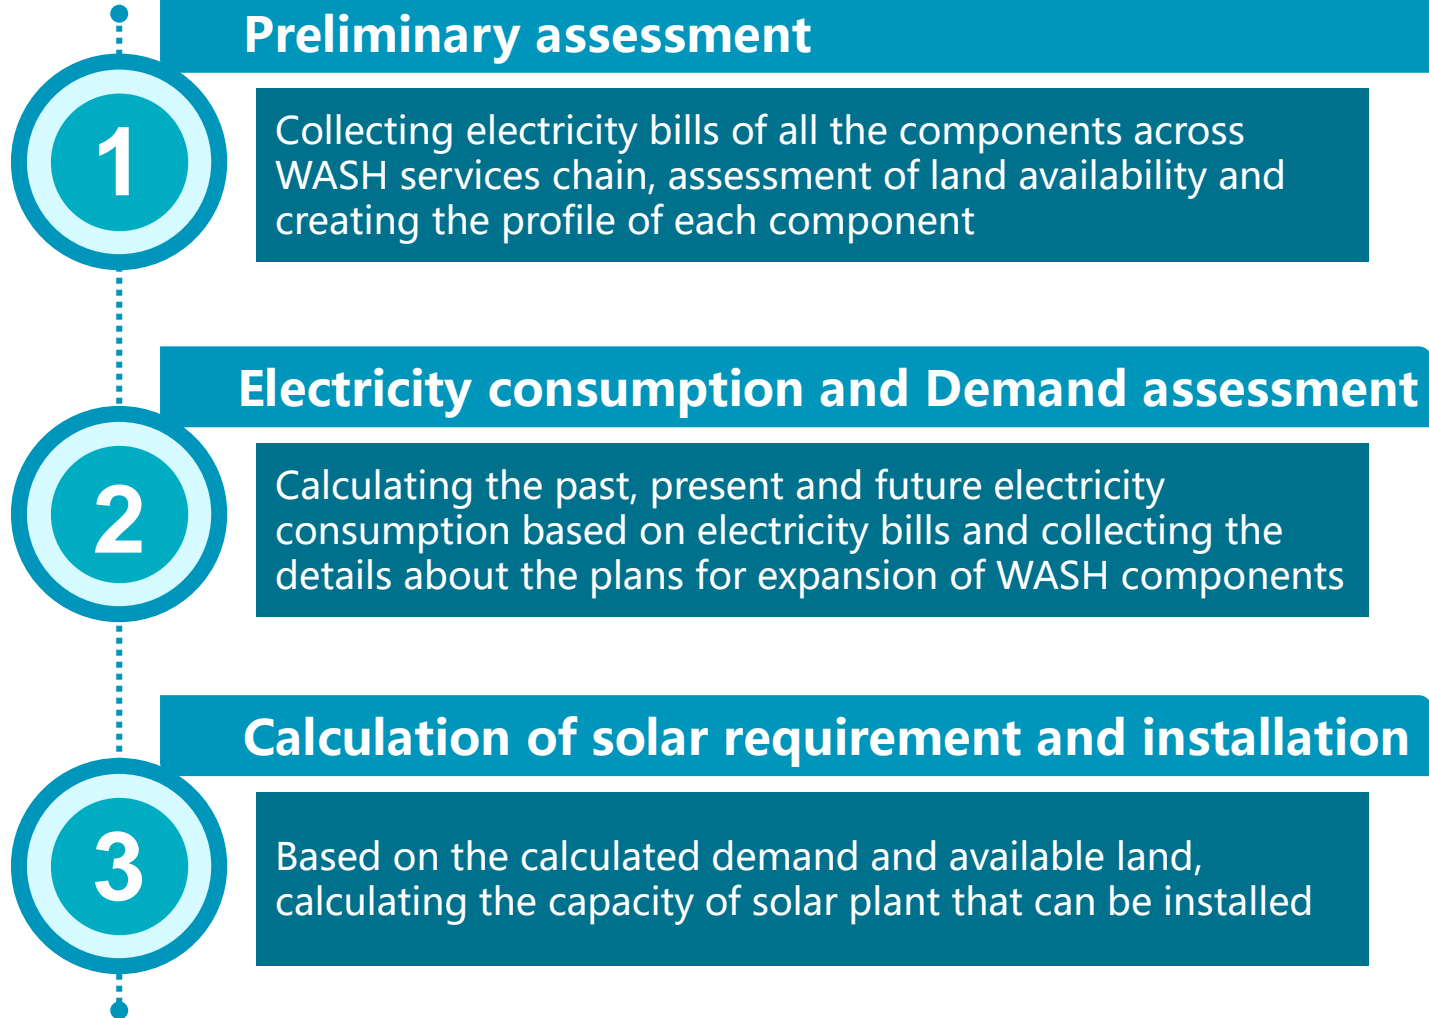 Preliminary assessment
1
Collecting electricity bills of all the components across
WASH services chain, assessment of land availability and
creating the profile of each component
Electricity consumption and Demand assessment
2
Calculating the past, present and future electricity
consumption based on electricity bills and collecting the
details about the plans for expansion of WASH components
Calculation of solar requirement and installation
3
Based on the calculated demand and available land,
calculating the capacity of solar plant that can be installed